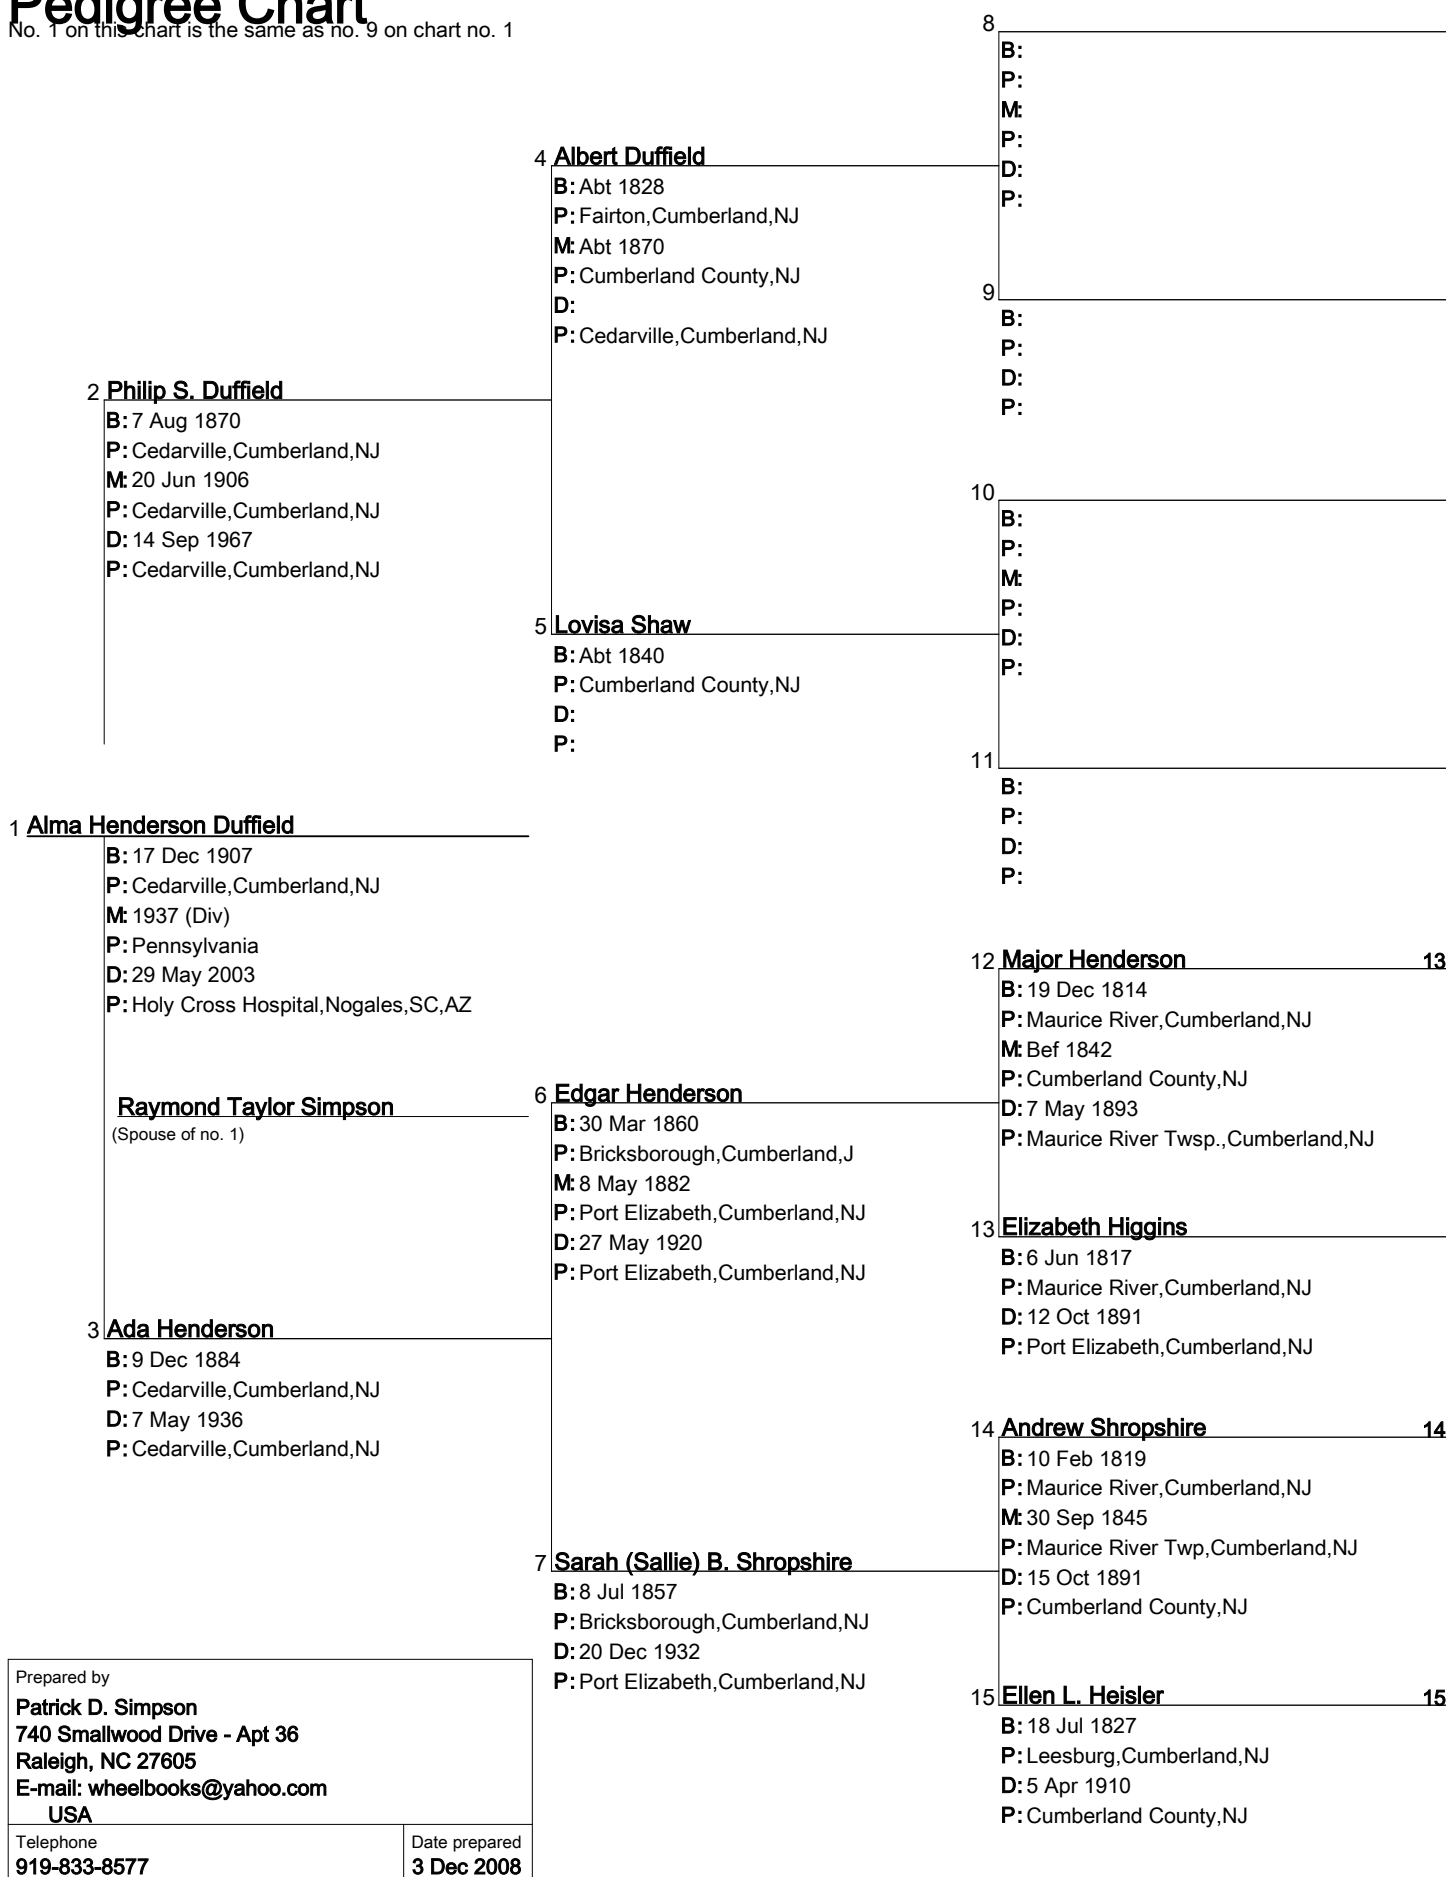 Pedigree Chart
No. 1 on this chart is the same as no. 9 on chart no. 1
8
B:
P:
M:
P:
D:
P:
4 Albert Duffield
B: Abt 1828
P: Fairton,Cumberland,NJ
M: Abt 1870
P: Cumberland County,NJ
D:
P: Cedarville,Cumberland,NJ
9
B:
P:
D:
P:
2 Philip S. Duffield
B: 7 Aug 1870
P: Cedarville,Cumberland,NJ
M: 20 Jun 1906
P: Cedarville,Cumberland,NJ
D: 14 Sep 1967
P: Cedarville,Cumberland,NJ
10
B:
P:
M:
P:
D:
P:
5 Lovisa Shaw
B: Abt 1840
P: Cumberland County,NJ
D:
P:
11
B:
P:
D:
P:
1 Alma Henderson Duffield
B: 17 Dec 1907
P: Cedarville,Cumberland,NJ
M: 1937 (Div)
P: Pennsylvania
D: 29 May 2003
P: Holy Cross Hospital,Nogales,SC,AZ
Raymond Taylor Simpson
(Spouse of no. 1)
12 Major Henderson 13
B: 19 Dec 1814
P: Maurice River,Cumberland,NJ
M: Bef 1842
P: Cumberland County,NJ
D: 7 May 1893
P: Maurice River Twsp.,Cumberland,NJ
6 Edgar Henderson
B: 30 Mar 1860
P: Bricksborough,Cumberland,J
M: 8 May 1882
P: Port Elizabeth,Cumberland,NJ
D: 27 May 1920
P: Port Elizabeth,Cumberland,NJ
13 Elizabeth Higgins
B: 6 Jun 1817
P: Maurice River,Cumberland,NJ
D: 12 Oct 1891
P: Port Elizabeth,Cumberland,NJ
3 Ada Henderson
B: 9 Dec 1884
P: Cedarville,Cumberland,NJ
D: 7 May 1936
P: Cedarville,Cumberland,NJ
14 Andrew Shropshire 14
B: 10 Feb 1819
P: Maurice River,Cumberland,NJ
M: 30 Sep 1845
P: Maurice River Twp,Cumberland,NJ
D: 15 Oct 1891
P: Cumberland County,NJ
7 Sarah (Sallie) B. Shropshire
B: 8 Jul 1857
P: Bricksborough,Cumberland,NJ
D: 20 Dec 1932
P: Port Elizabeth,Cumberland,NJ
15 Ellen L. Heisler 15
B: 18 Jul 1827
P: Leesburg,Cumberland,NJ
D: 5 Apr 1910
P: Cumberland County,NJ
Prepared by
Patrick D. Simpson
740 Smallwood Drive - Apt 36
Raleigh, NC 27605
E-mail: wheelbooks@yahoo.com
USA
Telephone
919-833-8577
Date prepared
3 Dec 2008